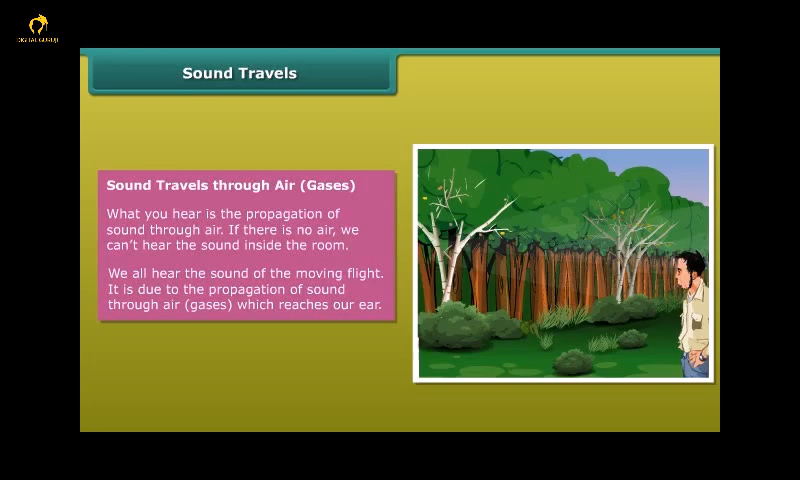 DIGITAL GURUJI
Sound Travels
Sound Travels through Air (Gases)
What you hear is the propagation of
sound through air. If there is no air, we
can't hear the sound inside the room.
We all hear the sound of the moving flight.
It is due to the propagation of sound
through air (gases) which reaches our ear.